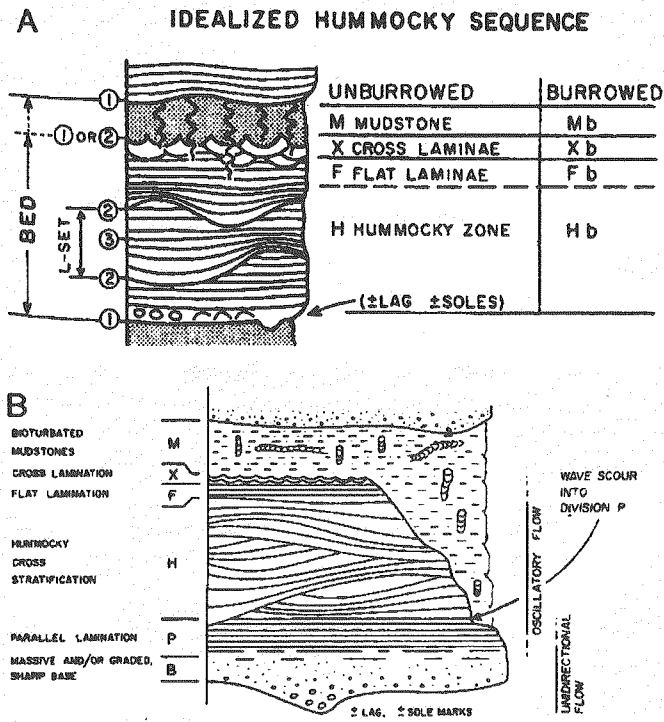 A
IDEALIZED HUMMOCKY SEQUENCE
UNBURROWED BURROWED
M MUDSTONE Mb
X CROSS LAMINAE Xb
F FLAT LAMINAE Fb
H HUMMOCKY ZONE Hb
(±LAG ±SOLES)
BED
L-SET
1
1 OR 2
2
3
2
1
B
BIOTURBATED
MUDSTONES
M
CROSS LAMINATION
X
FLAT LAMINATION
F
HUMMOCKY
CROSS
STRATIFICATION
H
PARALLEL LAMINATION
P
MASSIVE AND/OR GRADED,
SHARP BASE
B
WAVE SCOUR
INTO
DIVISION P
OSCILLATORY FLOW
UNIDIRECTIONAL
FLOW
± LAG, ± SOLE MARKS